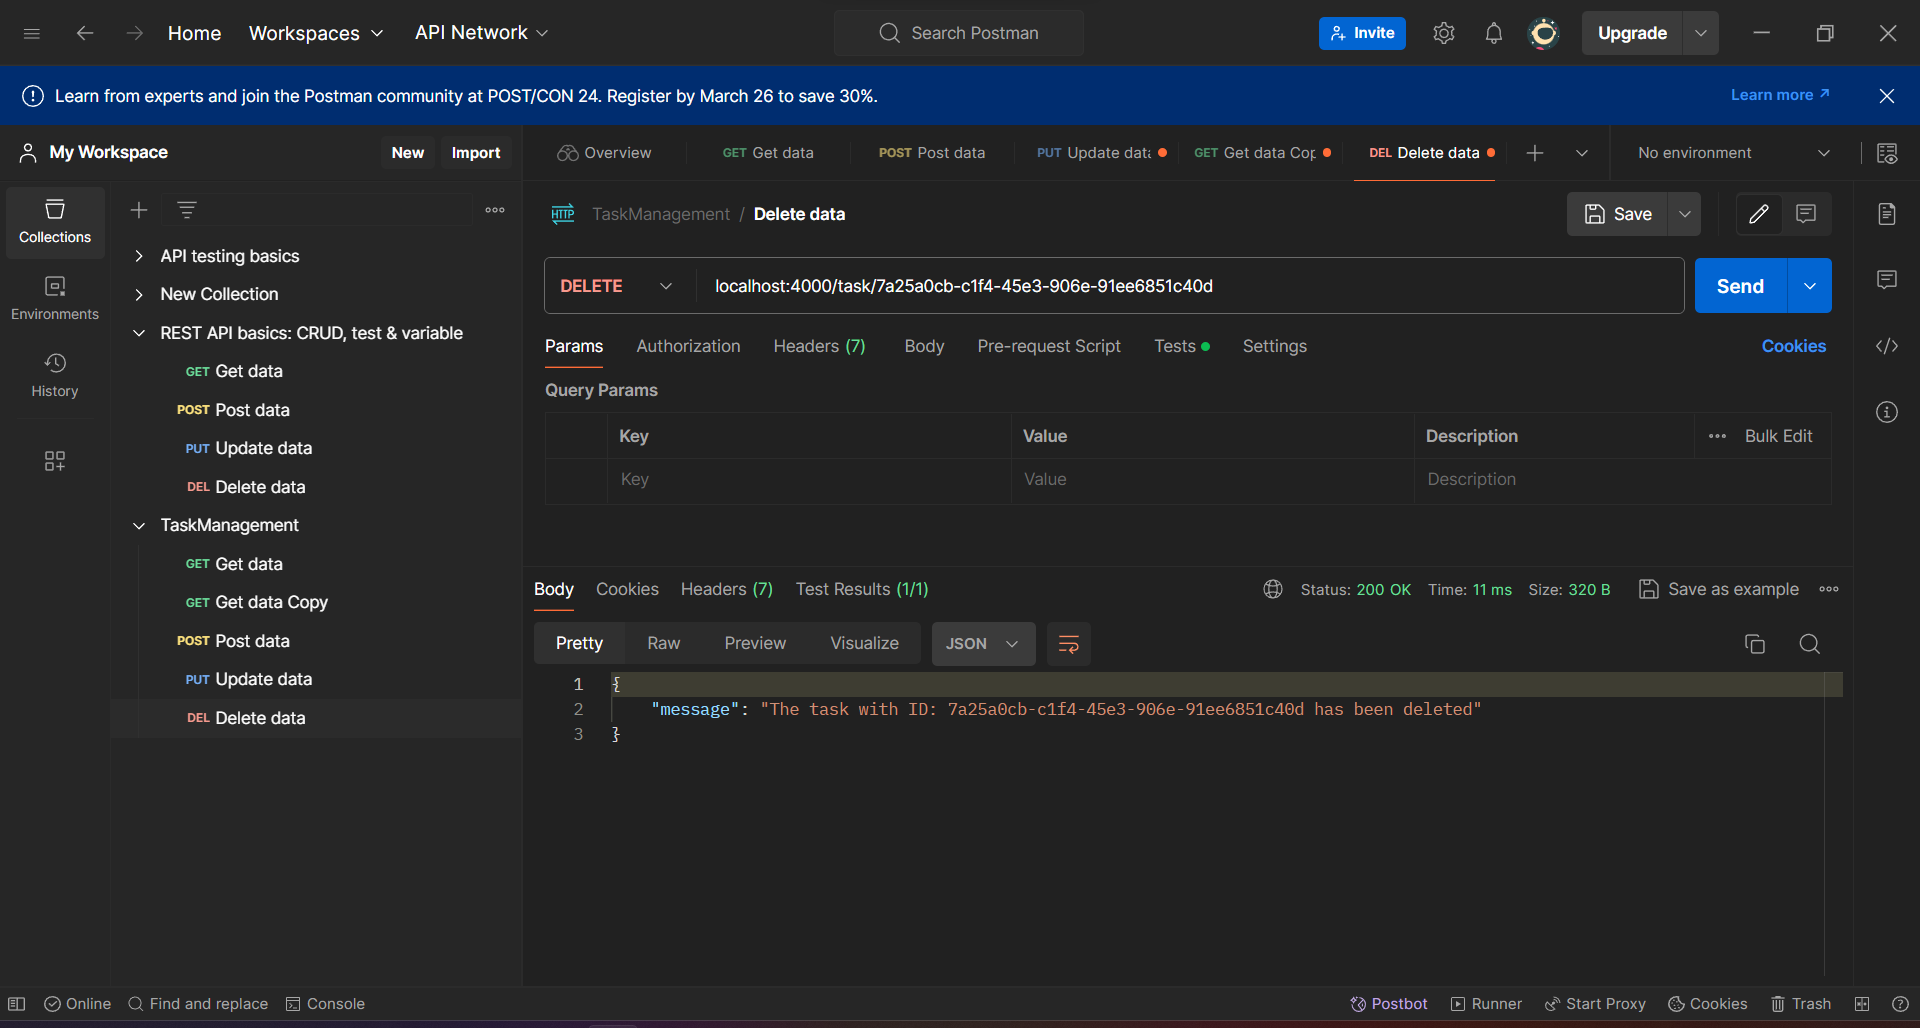 Home Workspaces API Network Search Postman Invite Upgrade
Learn from experts and join the Postman community at POST/CON 24. Register by March 26 to save 30%. Learn more
My Workspace New Import
Overview GET Get data POST Post data PUT Update data GET Get data Cop DEL Delete data No environment
Collections
Environments
History
API testing basics
New Collection
REST API basics: CRUD, test & variable
GET Get data
POST Post data
PUT Update data
DEL Delete data
TaskManagement
GET Get data
GET Get data Copy
POST Post data
PUT Update data
DEL Delete data
HTTP TaskManagement / Delete data Save
DELETE localhost:4000/task/7a25a0cb-c1f4-45e3-906e-91ee6851c40d Send
Params Authorization Headers (7) Body Pre-request Script Tests Settings Cookies
Query Params
Key Value Description Bulk Edit
Key Value Description
Body Cookies Headers (7) Test Results (1/1) Status: 200 OK Time: 11 ms Size: 320 B Save as example
Pretty Raw Preview Visualize JSON
1 {
2 "message": "The task with ID: 7a25a0cb-c1f4-45e3-906e-91ee6851c40d has been deleted"
3 }
Online Find and replace Console Postbot Runner Start Proxy Cookies Trash